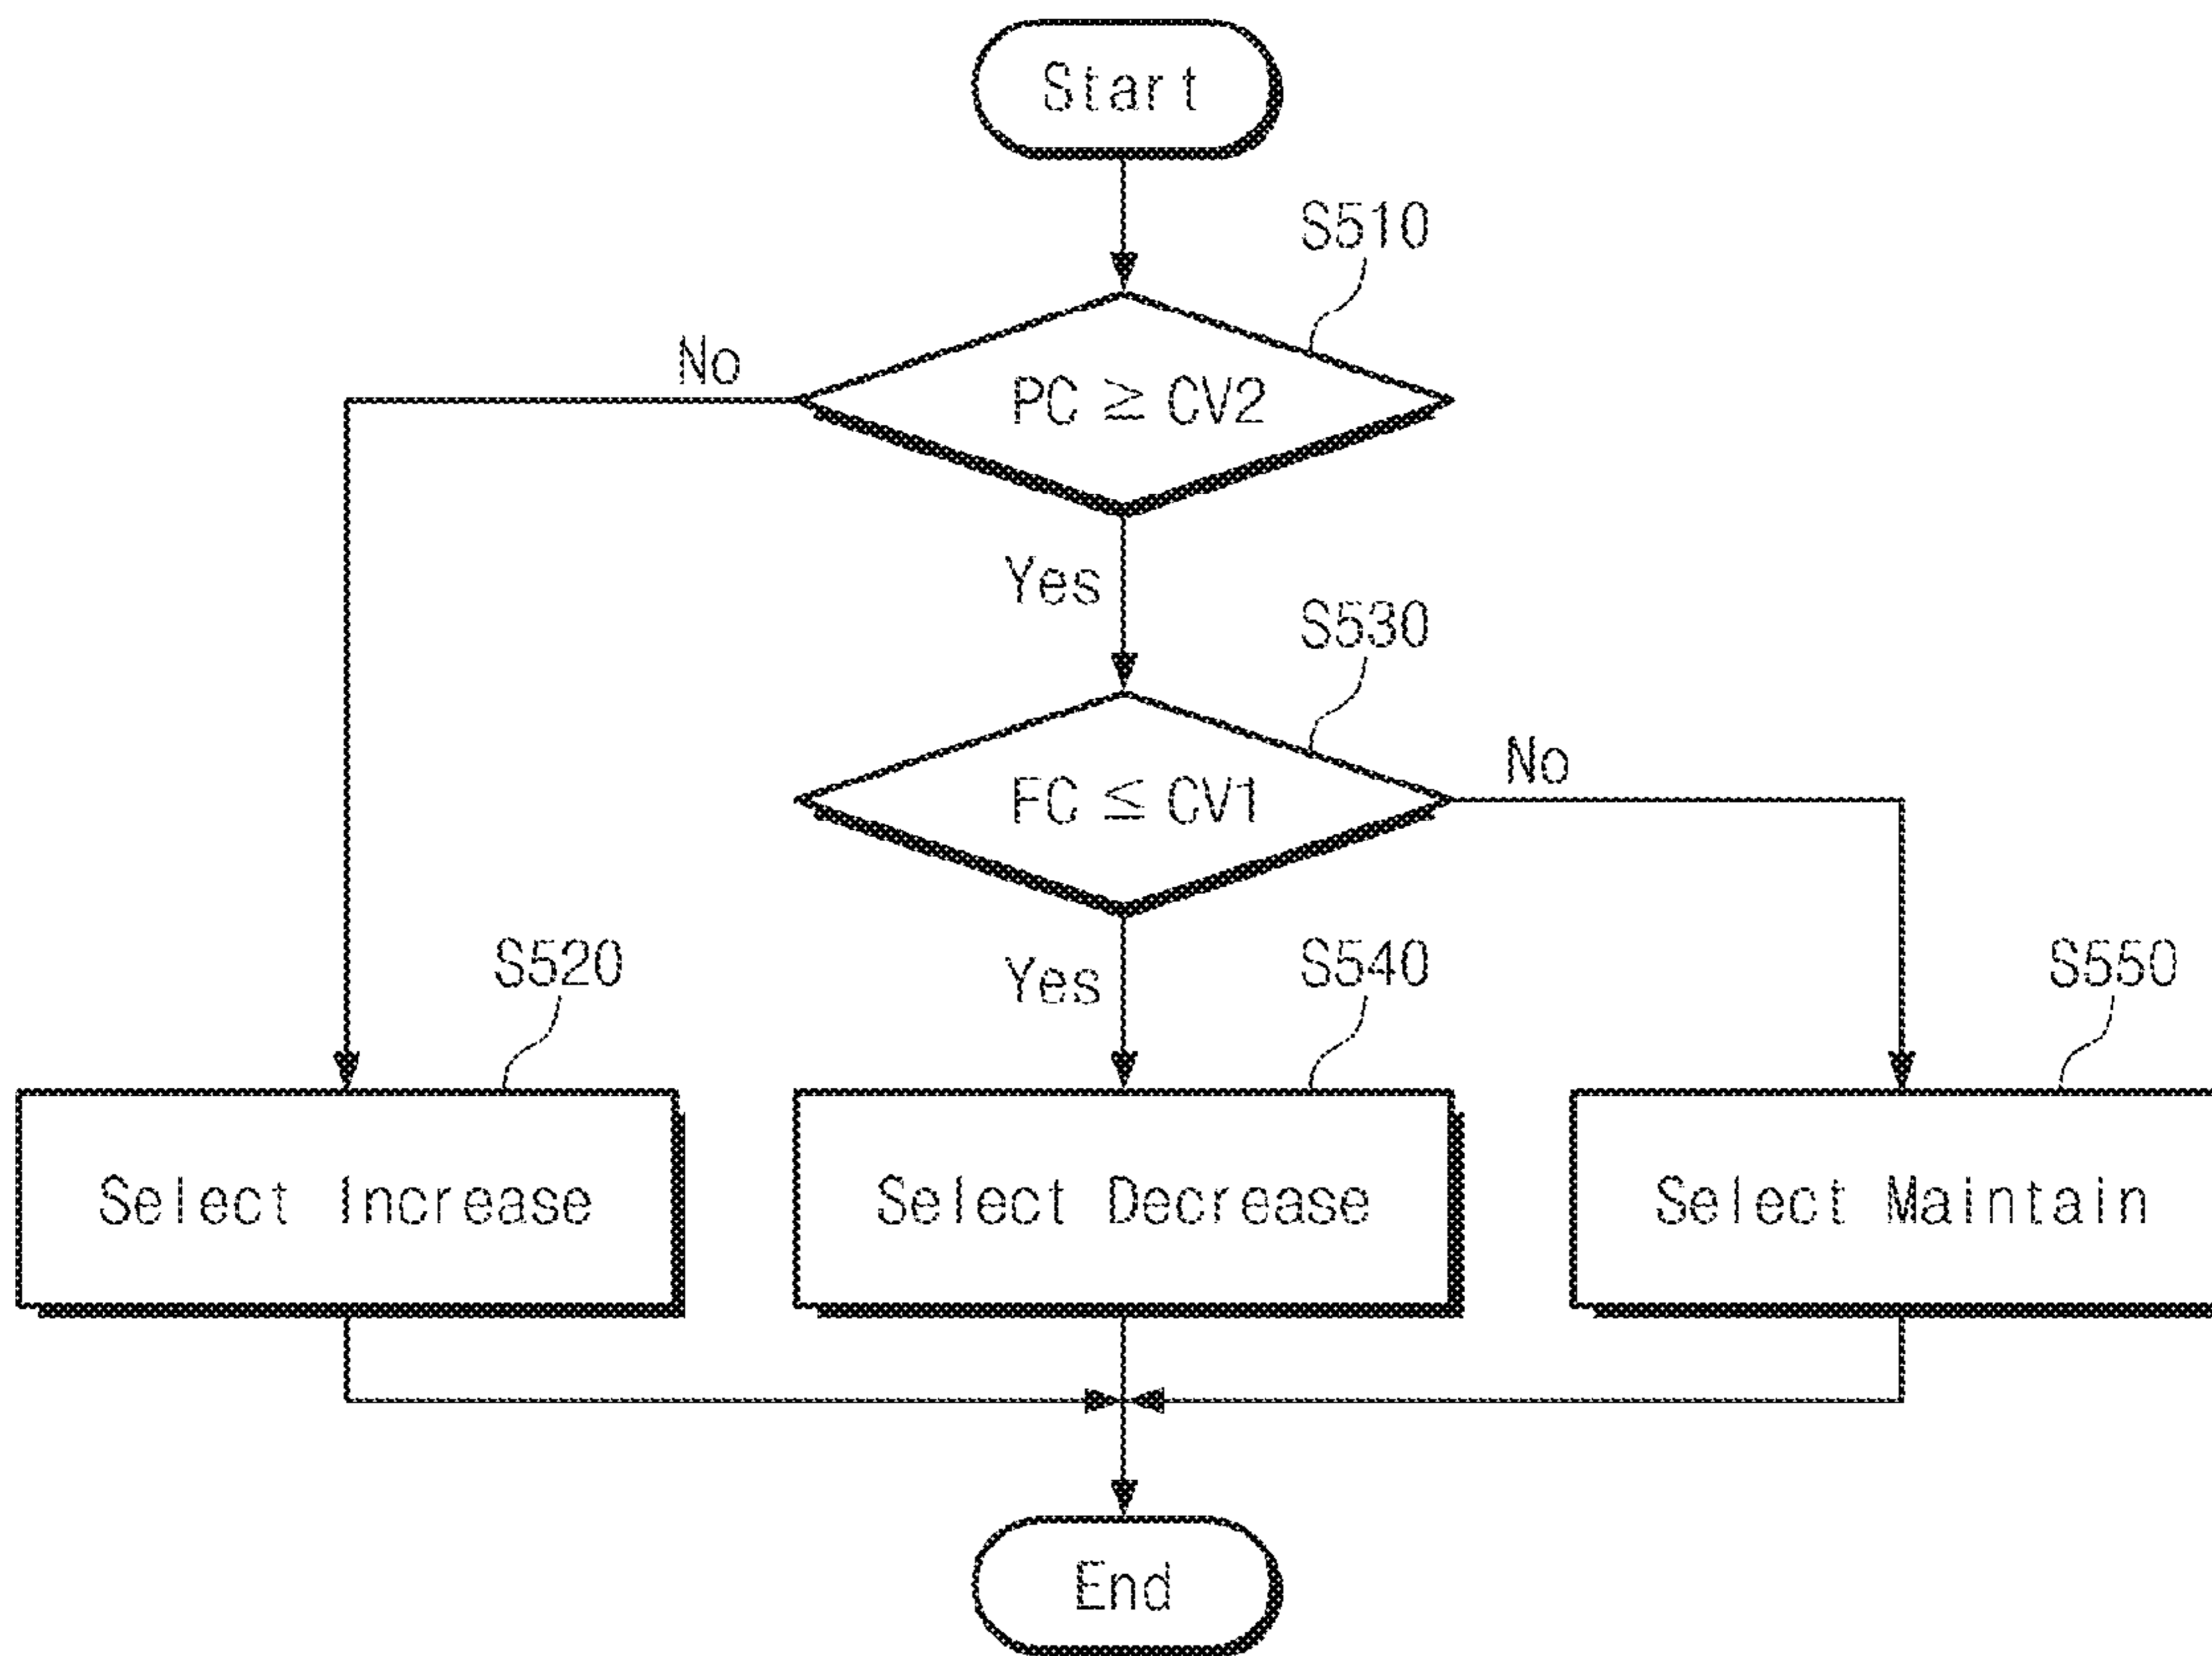 Start
S510
No
PC ≥ CV2
Yes
S530
FC ≤ CV1
No
S520
Yes
S540
S550
Select Increase
Select Decrease
Select Maintain
End